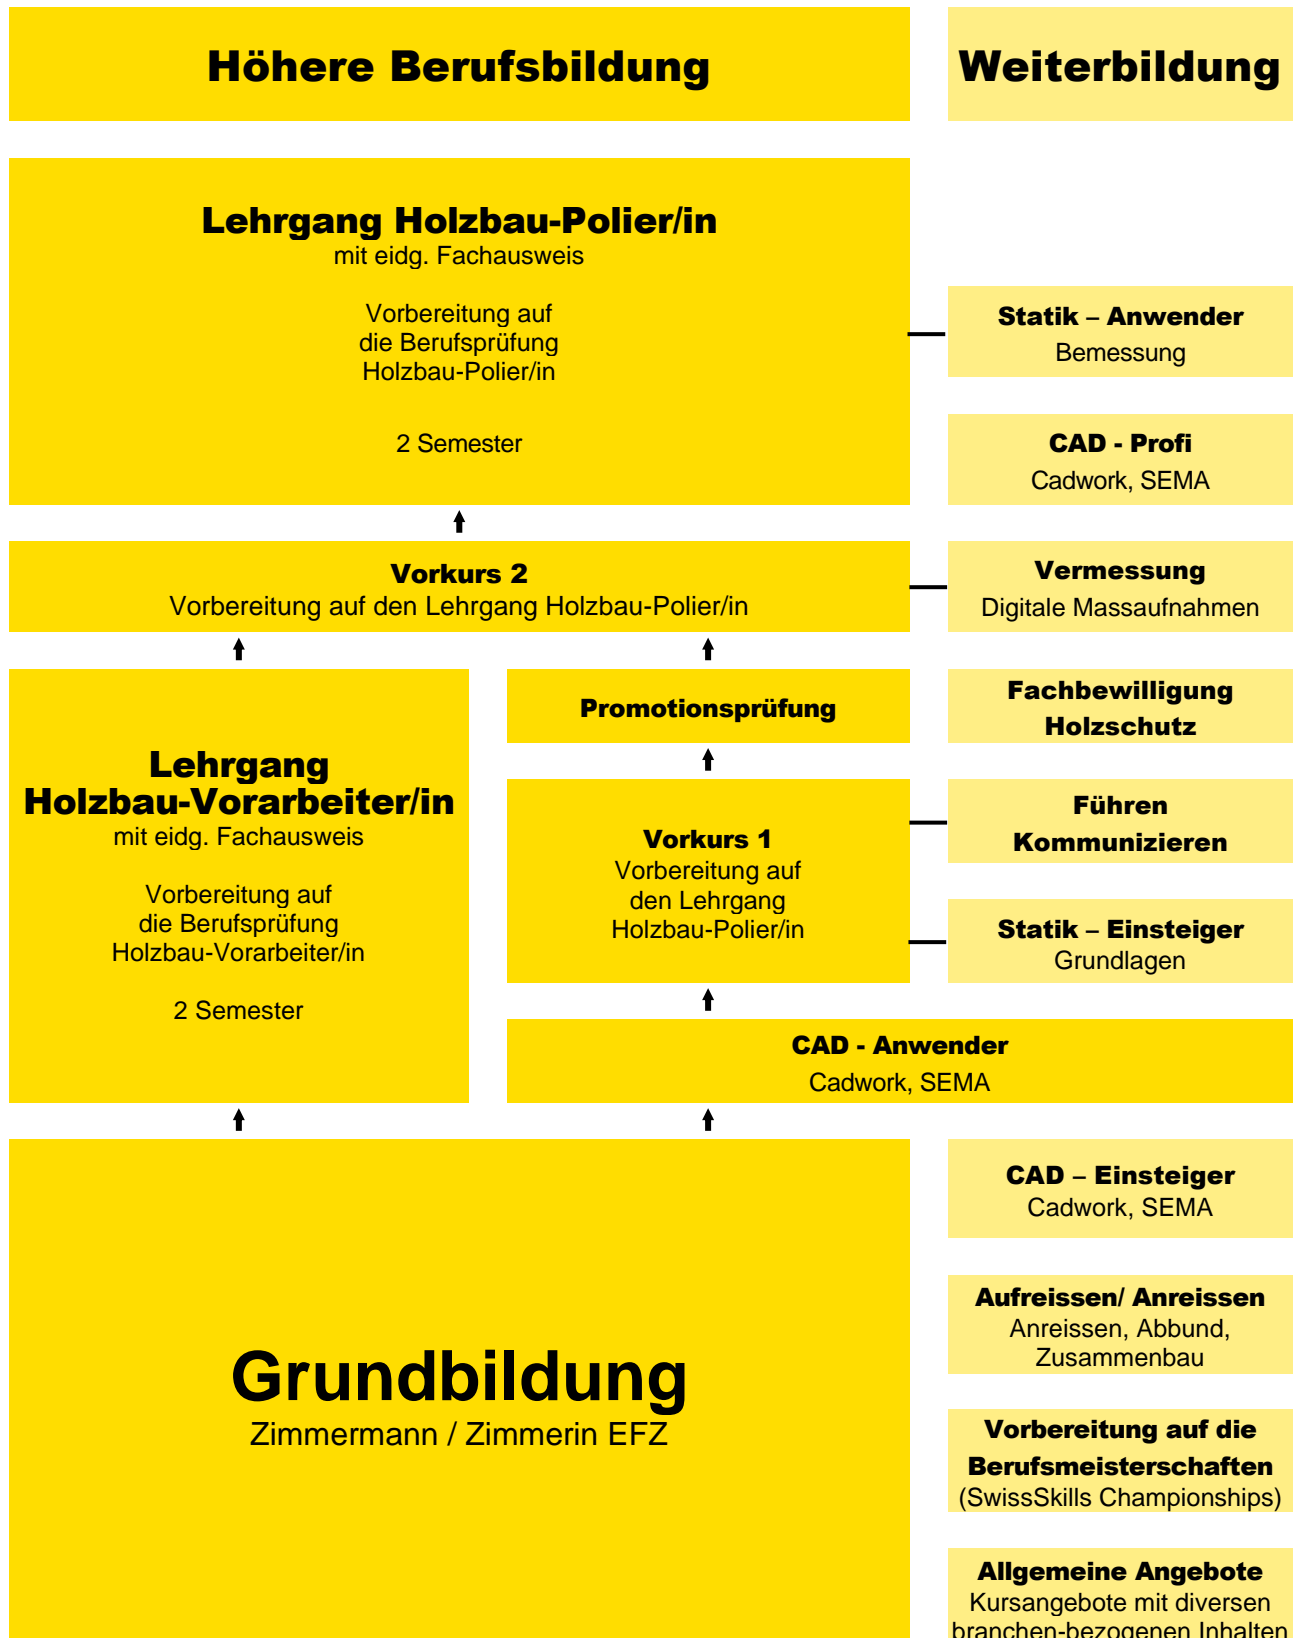 Höhere Berufsbildung
Weiterbildung
Lehrgang Holzbau-Polier/in
mit eidg. Fachausweis
Vorbereitung auf
die Berufsprüfung
Holzbau-Polier/in
2 Semester
Statik – Anwender
Bemessung
CAD - Profi
Cadwork, SEMA
Vorkurs 2
Vorbereitung auf den Lehrgang Holzbau-Polier/in
Vermessung
Digitale Massaufnahmen
Lehrgang
Holzbau-Vorarbeiter/in
mit eidg. Fachausweis
Vorbereitung auf
die Berufsprüfung
Holzbau-Vorarbeiter/in
2 Semester
Promotionsprüfung
Fachbewilligung
Holzschutz
Vorkurs 1
Vorbereitung auf
den Lehrgang
Holzbau-Polier/in
Führen
Kommunizieren
Statik – Einsteiger
Grundlagen
CAD - Anwender
Cadwork, SEMA
Grundbildung
Zimmermann / Zimmerin EFZ
CAD – Einsteiger
Cadwork, SEMA
Aufreissen/ Anreissen
Anreissen, Abbund,
Zusammenbau
Vorbereitung auf die
Berufsmeisterschaften
(SwissSkills Championships)
Allgemeine Angebote
Kursangebote mit diversen
branchen-bezogenen Inhalten